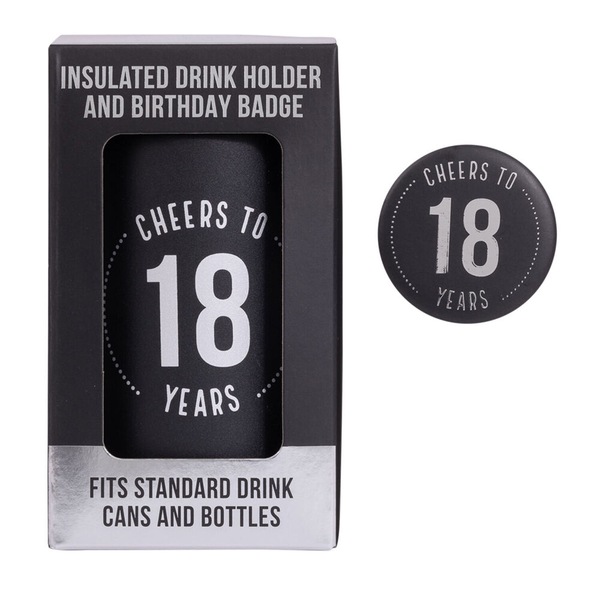 INSULATED DRINK HOLDER
AND BIRTHDAY BADGE
CHEERS TO
18
YEARS
FITS STANDARD DRINK
CANS AND BOTTLES
CHEERS TO
18
YEARS